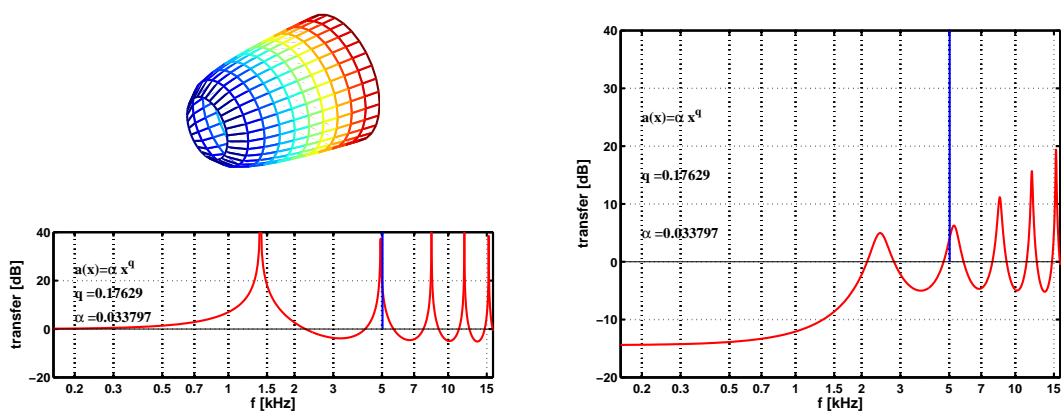 40
20
0
−20
transfer [dB]
a(x)=α x^q
q =0.17629
α =0.033797
0.2 0.3 0.5 0.7 1 1.5 2 3 5 7 10 15
f [kHz]
40
30
20
10
0
−10
−20
transfer [dB]
a(x)=α x^q
q =0.17629
α =0.033797
0.2 0.3 0.5 0.7 1 2 3 5 7 10 15
f [kHz]